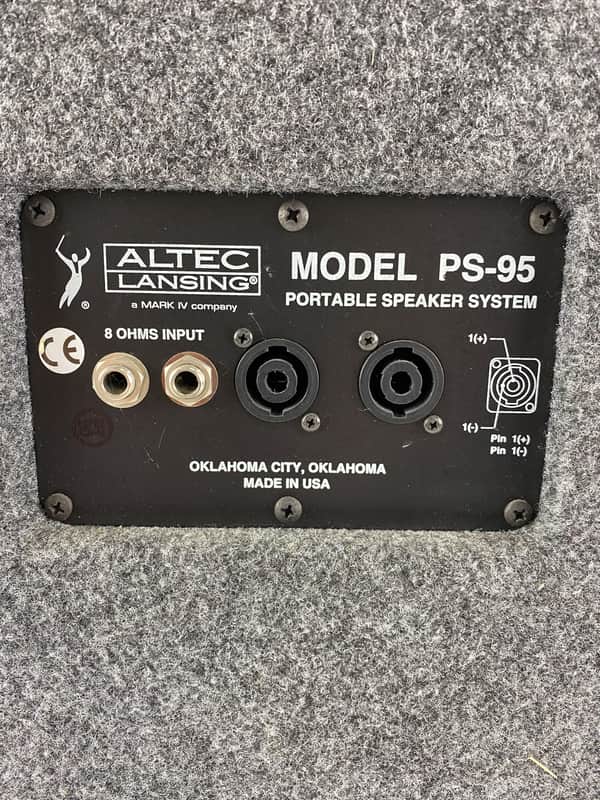 ALTEC
LANSING®
®
a MARK IV company
MODEL PS-95
PORTABLE SPEAKER SYSTEM
CE
8 OHMS INPUT
1(+)
1(-)
Pin 1(+)
Pin 1(-)
OKLAHOMA CITY, OKLAHOMA
MADE IN USA